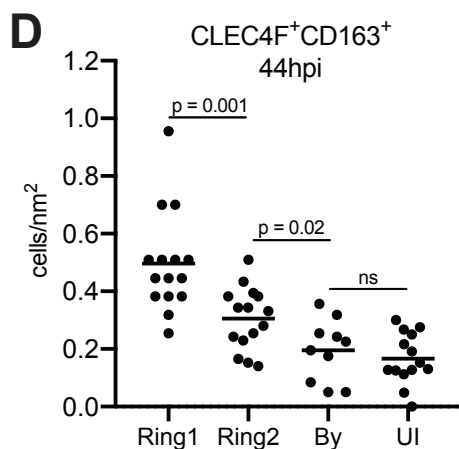 D
CLEC4F⁺CD163⁺
44hpi
cells/nm²
1.2
1.0
0.8
0.6
0.4
0.2
0.0
p = 0.001
p = 0.02
ns
Ring1 Ring2 By UI